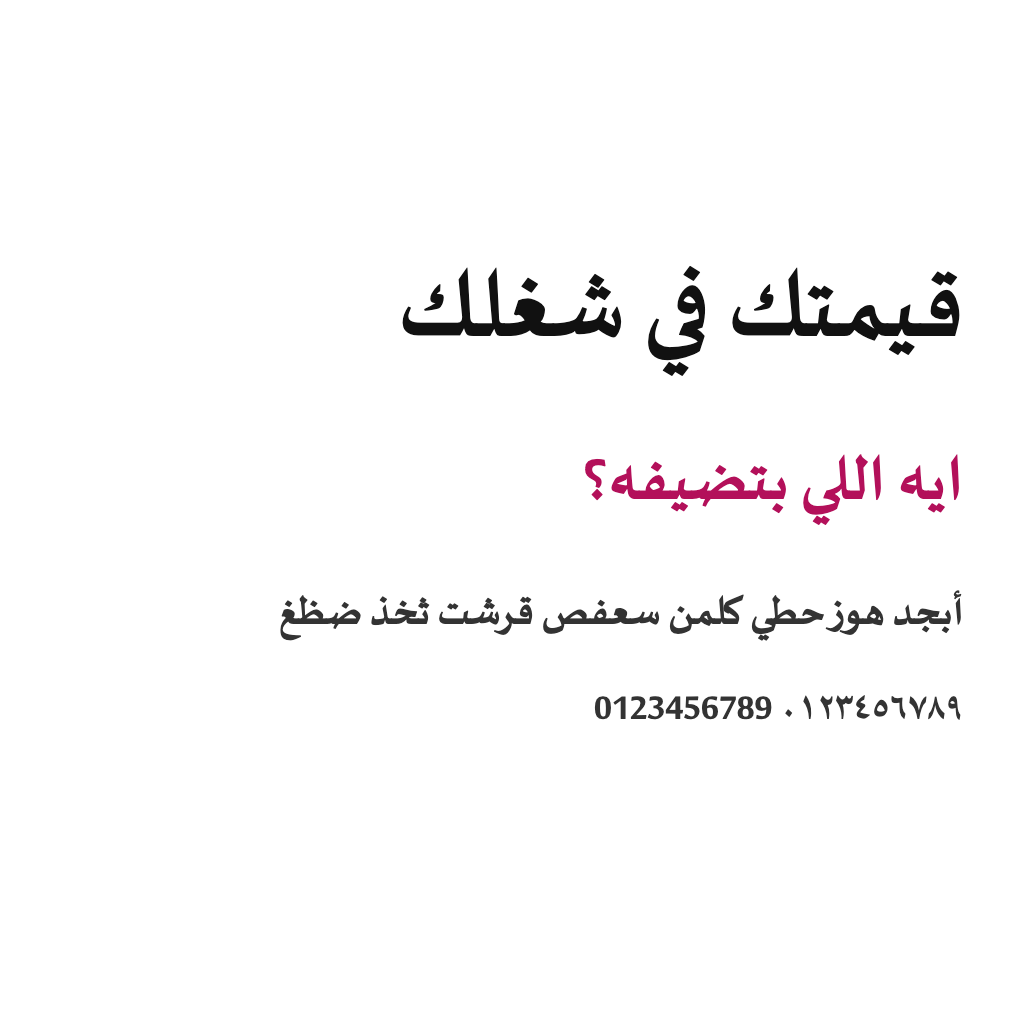 قيمتك في شغلك
ايه اللي بتضيفه؟
أبجد هوزحطي كلمن سعفص قرشت ثخذ ضظغ
٠١٢٣٤٥٦٧٨٩ 0123456789